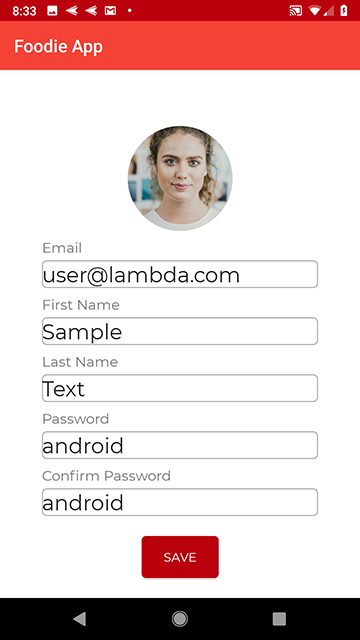 8:33
Foodie App
Email
user@lambda.com
First Name
Sample
Last Name
Text
Password
android
Confirm Password
android
SAVE